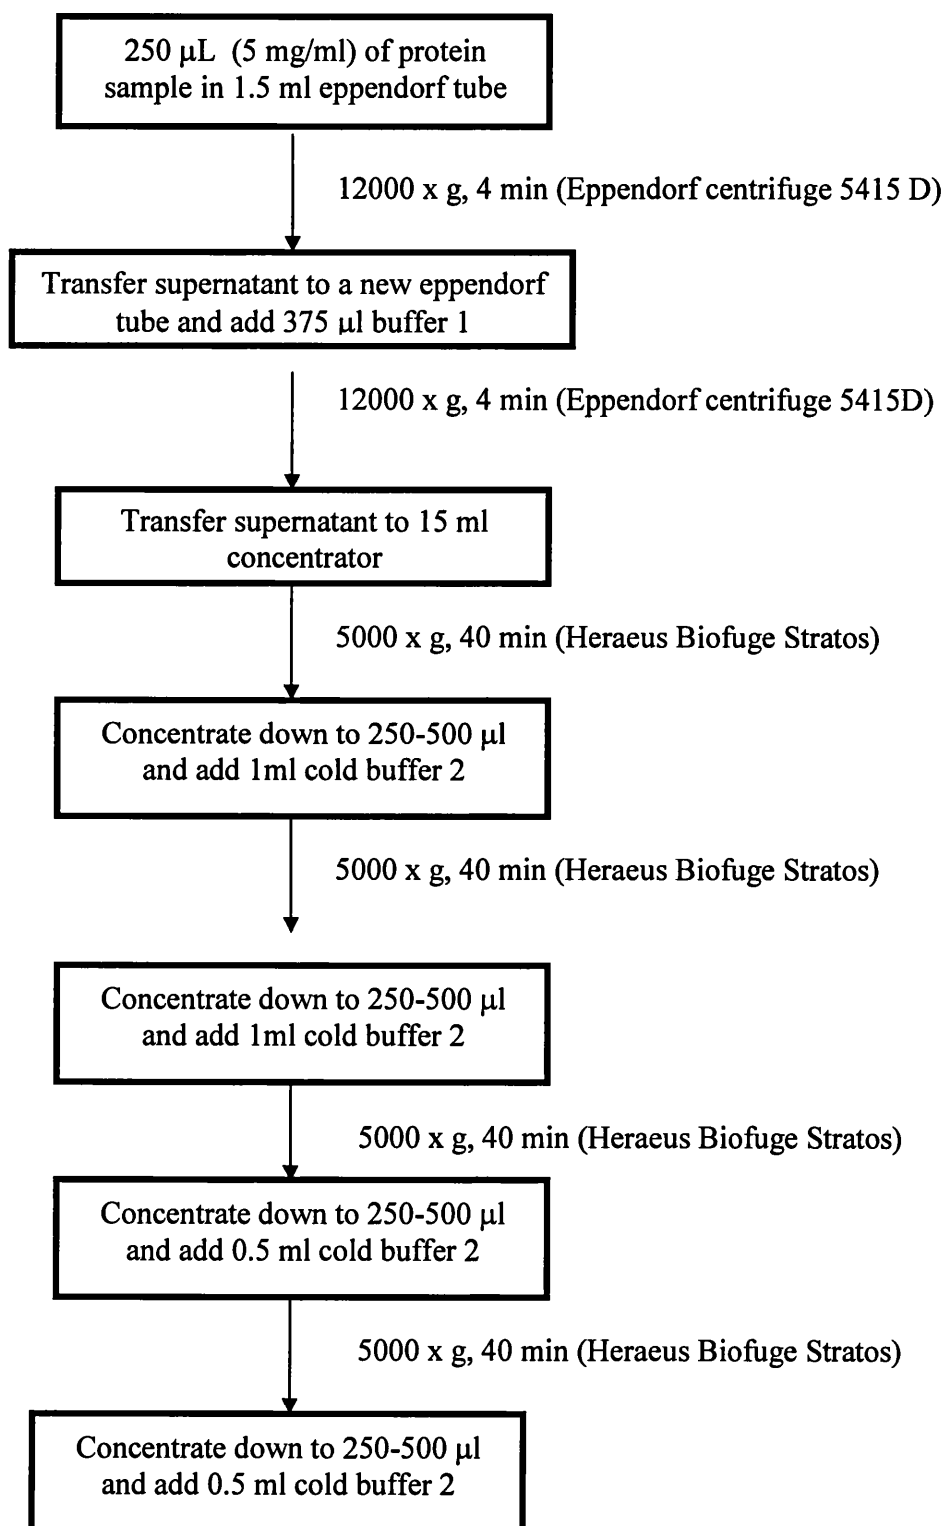 250 μL (5 mg/ml) of protein
sample in 1.5 ml eppendorf tube
12000 x g, 4 min (Eppendorf centrifuge 5415 D)
Transfer supernatant to a new eppendorf
tube and add 375 μl buffer 1
12000 x g, 4 min (Eppendorf centrifuge 5415D)
Transfer supernatant to 15 ml
concentrator
5000 x g, 40 min (Heraeus Biofuge Stratos)
Concentrate down to 250-500 μl
and add 1ml cold buffer 2
5000 x g, 40 min (Heraeus Biofuge Stratos)
Concentrate down to 250-500 μl
and add 1ml cold buffer 2
5000 x g, 40 min (Heraeus Biofuge Stratos)
Concentrate down to 250-500 μl
and add 0.5 ml cold buffer 2
5000 x g, 40 min (Heraeus Biofuge Stratos)
Concentrate down to 250-500 μl
and add 0.5 ml cold buffer 2